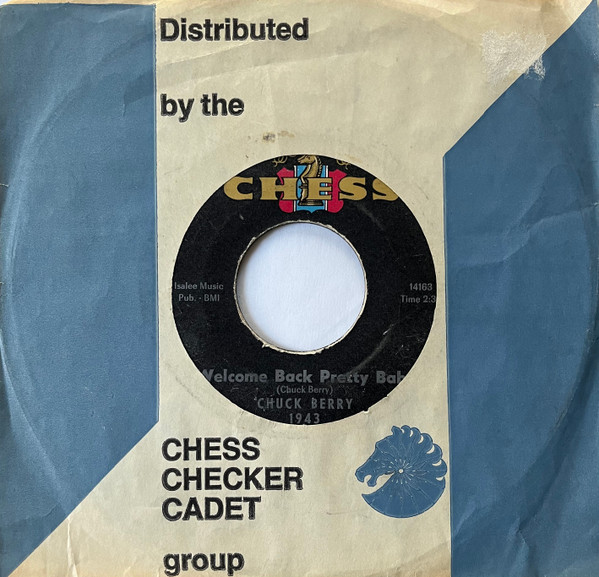 Distributed
by the
CHESS
Isalee Music
Pub. - BMI
14163
Time 2:3
Welcome Back Pretty Bab
(Chuck Berry)
CHUCK BERRY
1943
CHESS
CHECKER
CADET
group